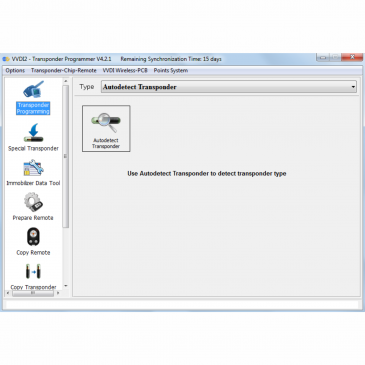 VVDI2 - Transponder Programmer V4.2.1 Remaining Synchronization Time: 15 days
Options Transponder-Chip-Remote VVDI Wireless-PCB Points System
Transponder
Programming
Special Transponder
Immobilizer Data Tool
Prepare Remote
Copy Remote
Copy Transponder
Type Autodetect Transponder
Autodetect
Transponder
Use Autodetect Transponder to detect transponder type